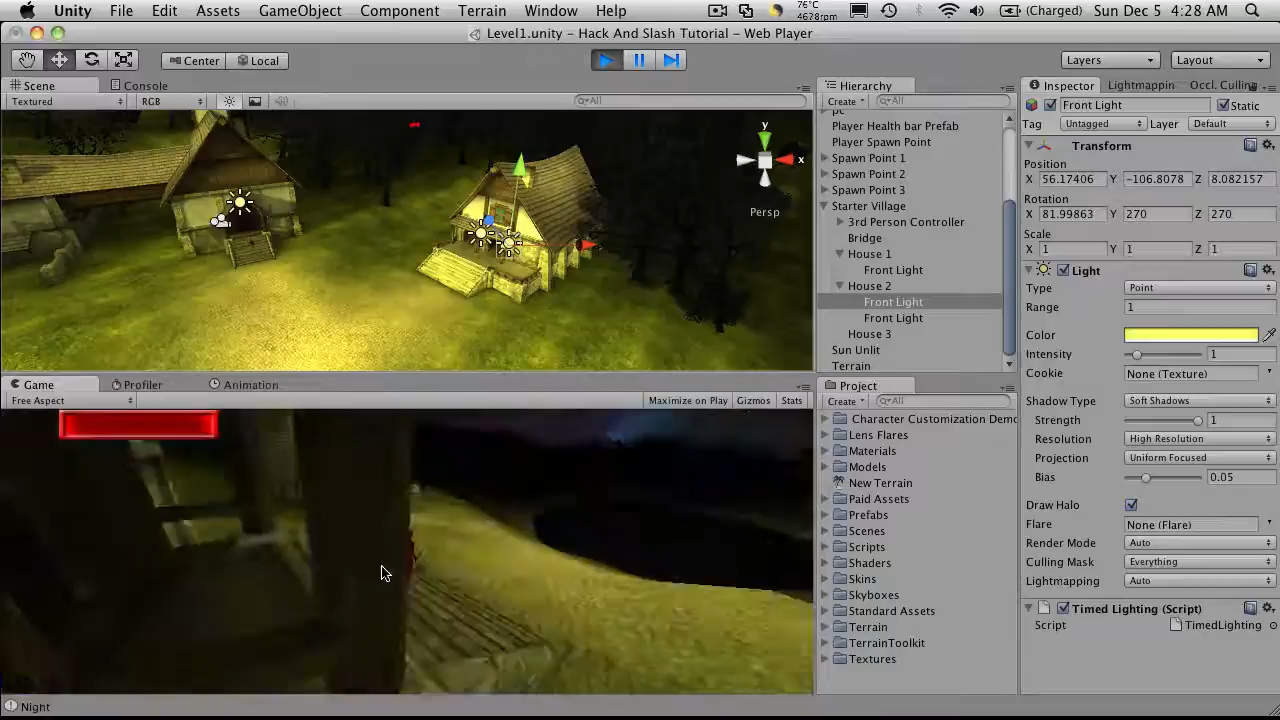 Unity File Edit Assets GameObject Component Terrain Window Help 76°C 4678rpm (Charged) Sun Dec 5 4:28 AM
Level1.unity - Hack And Slash Tutorial - Web Player
Center Local Layers Layout
Scene Console Hierarchy Inspector Lightmappin Occl. Culling
Textured RGB All Create All Front Light Static
Tag Untagged Layer Default
pc
Player Health bar Prefab
Player Spawn Point
Spawn Point 1
Spawn Point 2
Spawn Point 3
Starter Village
3rd Person Controller
Bridge
House 1
Front Light
House 2
Front Light
Front Light
House 3
Sun Unlit
Terrain
y
x
Persp
Transform
Position
X 56.17406 Y -106.8078 Z 8.082157
Rotation
X 81.99863 Y 270 Z 270
Scale
X 1 Y 1 Z 1
Light
Type Point
Range 1
Color
Intensity 1
Cookie None (Texture)
Shadow Type Soft Shadows
Strength 1
Resolution High Resolution
Projection Uniform Focused
Bias 0.05
Draw Halo
Flare None (Flare)
Render Mode Auto
Culling Mask Everything
Lightmapping Auto
Timed Lighting (Script)
Script TimedLighting
Game Profiler Animation
Free Aspect Maximize on Play Gizmos Stats
Project
Create All
Character Customization Demo
Lens Flares
Materials
Models
New Terrain
Paid Assets
Prefabs
Scenes
Scripts
Shaders
Skins
Skyboxes
Standard Assets
Terrain
TerrainToolkit
Textures
Night